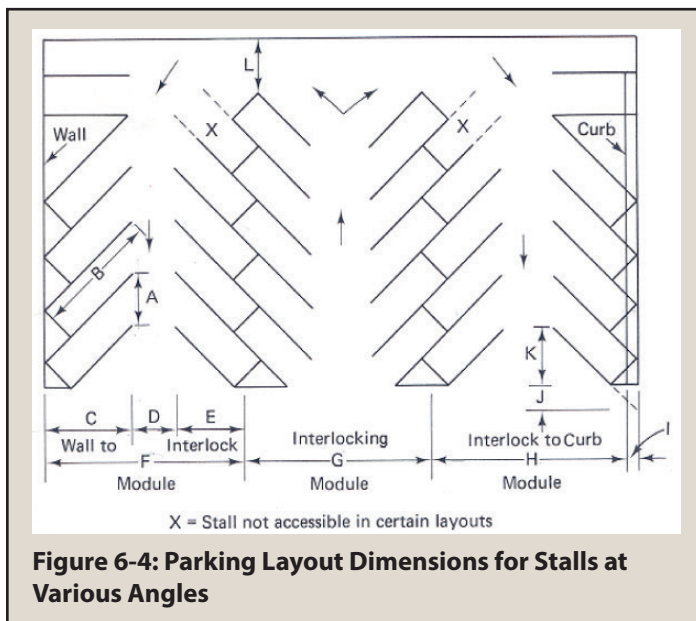 L
X
X
Wall
Curb
B
A
K
J
C D E
Wall to Interlock
F
Module
Interlocking
G
Module
Interlock to Curb
H
Module
I
X = Stall not accessible in certain layouts
Figure 6-4: Parking Layout Dimensions for Stalls at
Various Angles